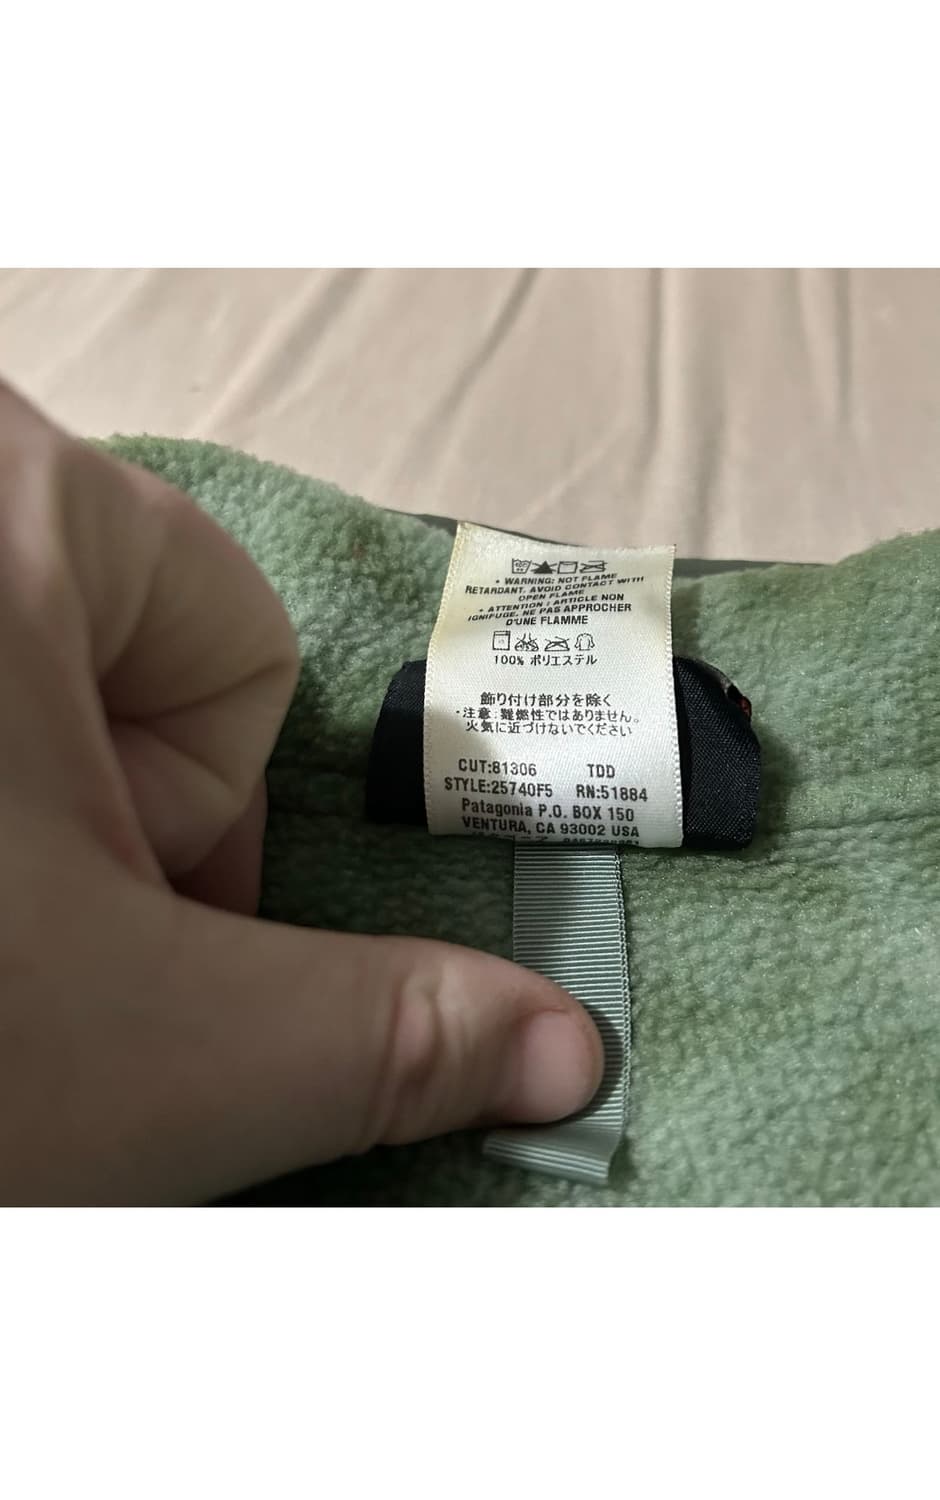 • WARNING: NOT FLAME
RETARDANT. AVOID CONTACT WITH
OPEN FLAME
• ATTENTION : ARTICLE NON
IGNIFUGE. NE PAS APPROCHER
D'UNE FLAMME
100% ポリエステル
飾り付け部分を除く
・注意:難燃性ではありません。
火気に近づけないでください
CUT:81306 TDD
STYLE:25740F5 RN:51884
Patagonia P.O. BOX 150
VENTURA, CA 93002 USA